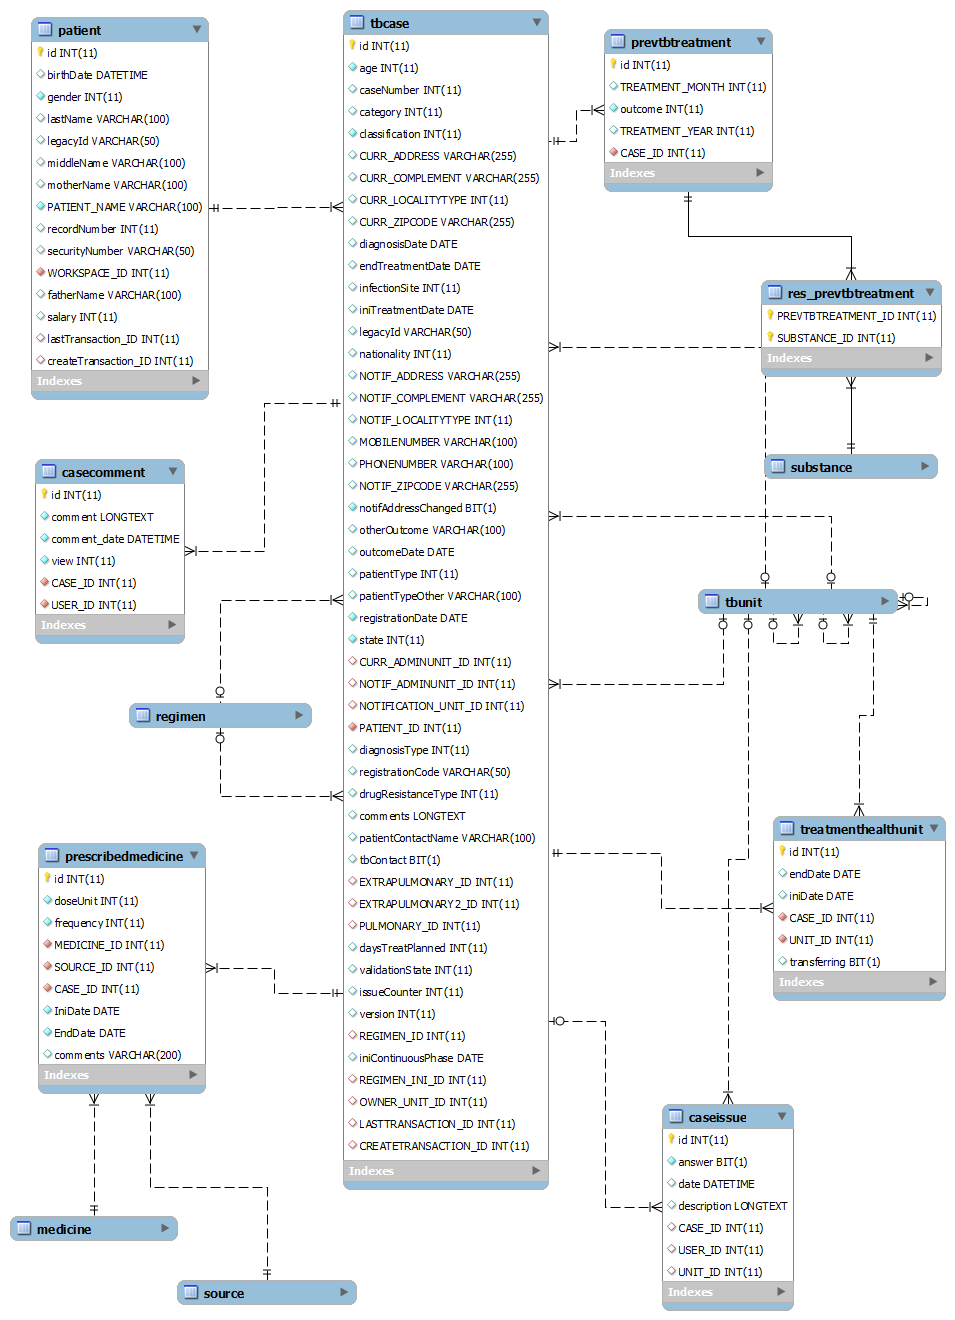 patient
id INT(11)
birthDate DATETIME
gender INT(11)
lastName VARCHAR(100)
legacyId VARCHAR(50)
middleName VARCHAR(100)
motherName VARCHAR(100)
PATIENT_NAME VARCHAR(100)
recordNumber INT(11)
securityNumber VARCHAR(50)
WORKSPACE_ID INT(11)
fatherName VARCHAR(100)
salary INT(11)
lastTransaction_ID INT(11)
createTransaction_ID INT(11)
Indexes
casecomment
id INT(11)
comment LONGTEXT
comment_date DATETIME
view INT(11)
CASE_ID INT(11)
USER_ID INT(11)
Indexes
regimen
prescribedmedicine
id INT(11)
doseUnit INT(11)
frequency INT(11)
MEDICINE_ID INT(11)
SOURCE_ID INT(11)
CASE_ID INT(11)
IniDate DATE
EndDate DATE
comments VARCHAR(200)
Indexes
medicine
source
tbcase
id INT(11)
age INT(11)
caseNumber INT(11)
category INT(11)
classification INT(11)
CURR_ADDRESS VARCHAR(255)
CURR_COMPLEMENT VARCHAR(255)
CURR_LOCALITYTYPE INT(11)
CURR_ZIPCODE VARCHAR(255)
diagnosisDate DATE
endTreatmentDate DATE
infectionSite INT(11)
iniTreatmentDate DATE
legacyId VARCHAR(50)
nationality INT(11)
NOTIF_ADDRESS VARCHAR(255)
NOTIF_COMPLEMENT VARCHAR(255)
NOTIF_LOCALITYTYPE INT(11)
MOBILENUMBER VARCHAR(100)
PHONENUMBER VARCHAR(100)
NOTIF_ZIPCODE VARCHAR(255)
notifAddressChanged BIT(1)
otherOutcome VARCHAR(100)
outcomeDate DATE
patientType INT(11)
patientTypeOther VARCHAR(100)
registrationDate DATE
state INT(11)
CURR_ADMINUNIT_ID INT(11)
NOTIF_ADMINUNIT_ID INT(11)
NOTIFICATION_UNIT_ID INT(11)
PATIENT_ID INT(11)
diagnosisType INT(11)
registrationCode VARCHAR(50)
drugResistanceType INT(11)
comments LONGTEXT
patientContactName VARCHAR(100)
tbContact BIT(1)
EXTRAPULMONARY_ID INT(11)
EXTRAPULMONARY2_ID INT(11)
PULMONARY_ID INT(11)
daysTreatPlanned INT(11)
validationState INT(11)
issueCounter INT(11)
version INT(11)
REGIMEN_ID INT(11)
iniContinuousPhase DATE
REGIMEN_INI_ID INT(11)
OWNER_UNIT_ID INT(11)
LASTTRANSACTION_ID INT(11)
CREATETRANSACTION_ID INT(11)
Indexes
prevtbtreatment
id INT(11)
TREATMENT_MONTH INT(11)
outcome INT(11)
TREATMENT_YEAR INT(11)
CASE_ID INT(11)
Indexes
res_prevtbtreatment
PREVTBTREATMENT_ID INT(11)
SUBSTANCE_ID INT(11)
Indexes
substance
tbunit
treatmenthealthunit
id INT(11)
endDate DATE
iniDate DATE
CASE_ID INT(11)
UNIT_ID INT(11)
transferring BIT(1)
Indexes
caseissue
id INT(11)
answer BIT(1)
date DATETIME
description LONGTEXT
CASE_ID INT(11)
USER_ID INT(11)
UNIT_ID INT(11)
Indexes